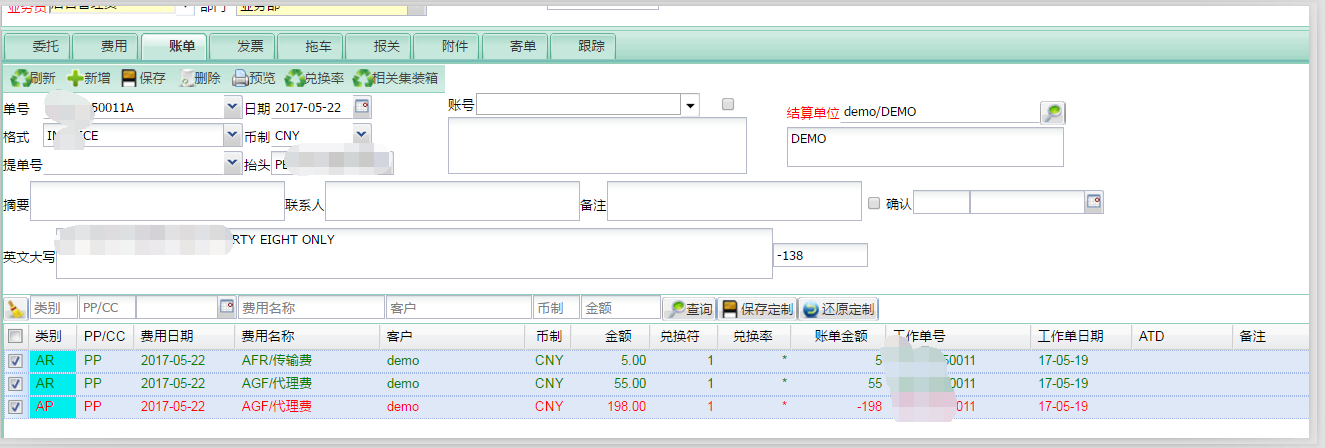 业务员 部门 业务部
委托 费用 账单 发票 拖车 报关 附件 寄单 跟踪
刷新 新增 保存 删除 预览 兑换率 相关集装箱
单号 50011A 日期 2017-05-22 账号 结算单位 demo/DEMO
格式 币制 CNY DEMO
提单号 抬头
摘要 联系人 备注 确认
英文大写 RTY EIGHT ONLY -138
类别 PP/CC 费用名称 客户 币制 金额 查询 保存定制 还原定制
类别 PP/CC 费用日期 费用名称 客户 币制 金额 兑换符 兑换率 账单金额 工作单号 工作单日期 ATD 备注
AR PP 2017-05-22 AFR/传输费 demo CNY 5.00 1 * 5 50011 17-05-19
AR PP 2017-05-22 AGF/代理费 demo CNY 55.00 1 * 55 0011 17-05-19
AP PP 2017-05-22 AGF/代理费 demo CNY 198.00 1 * -198 011 17-05-19